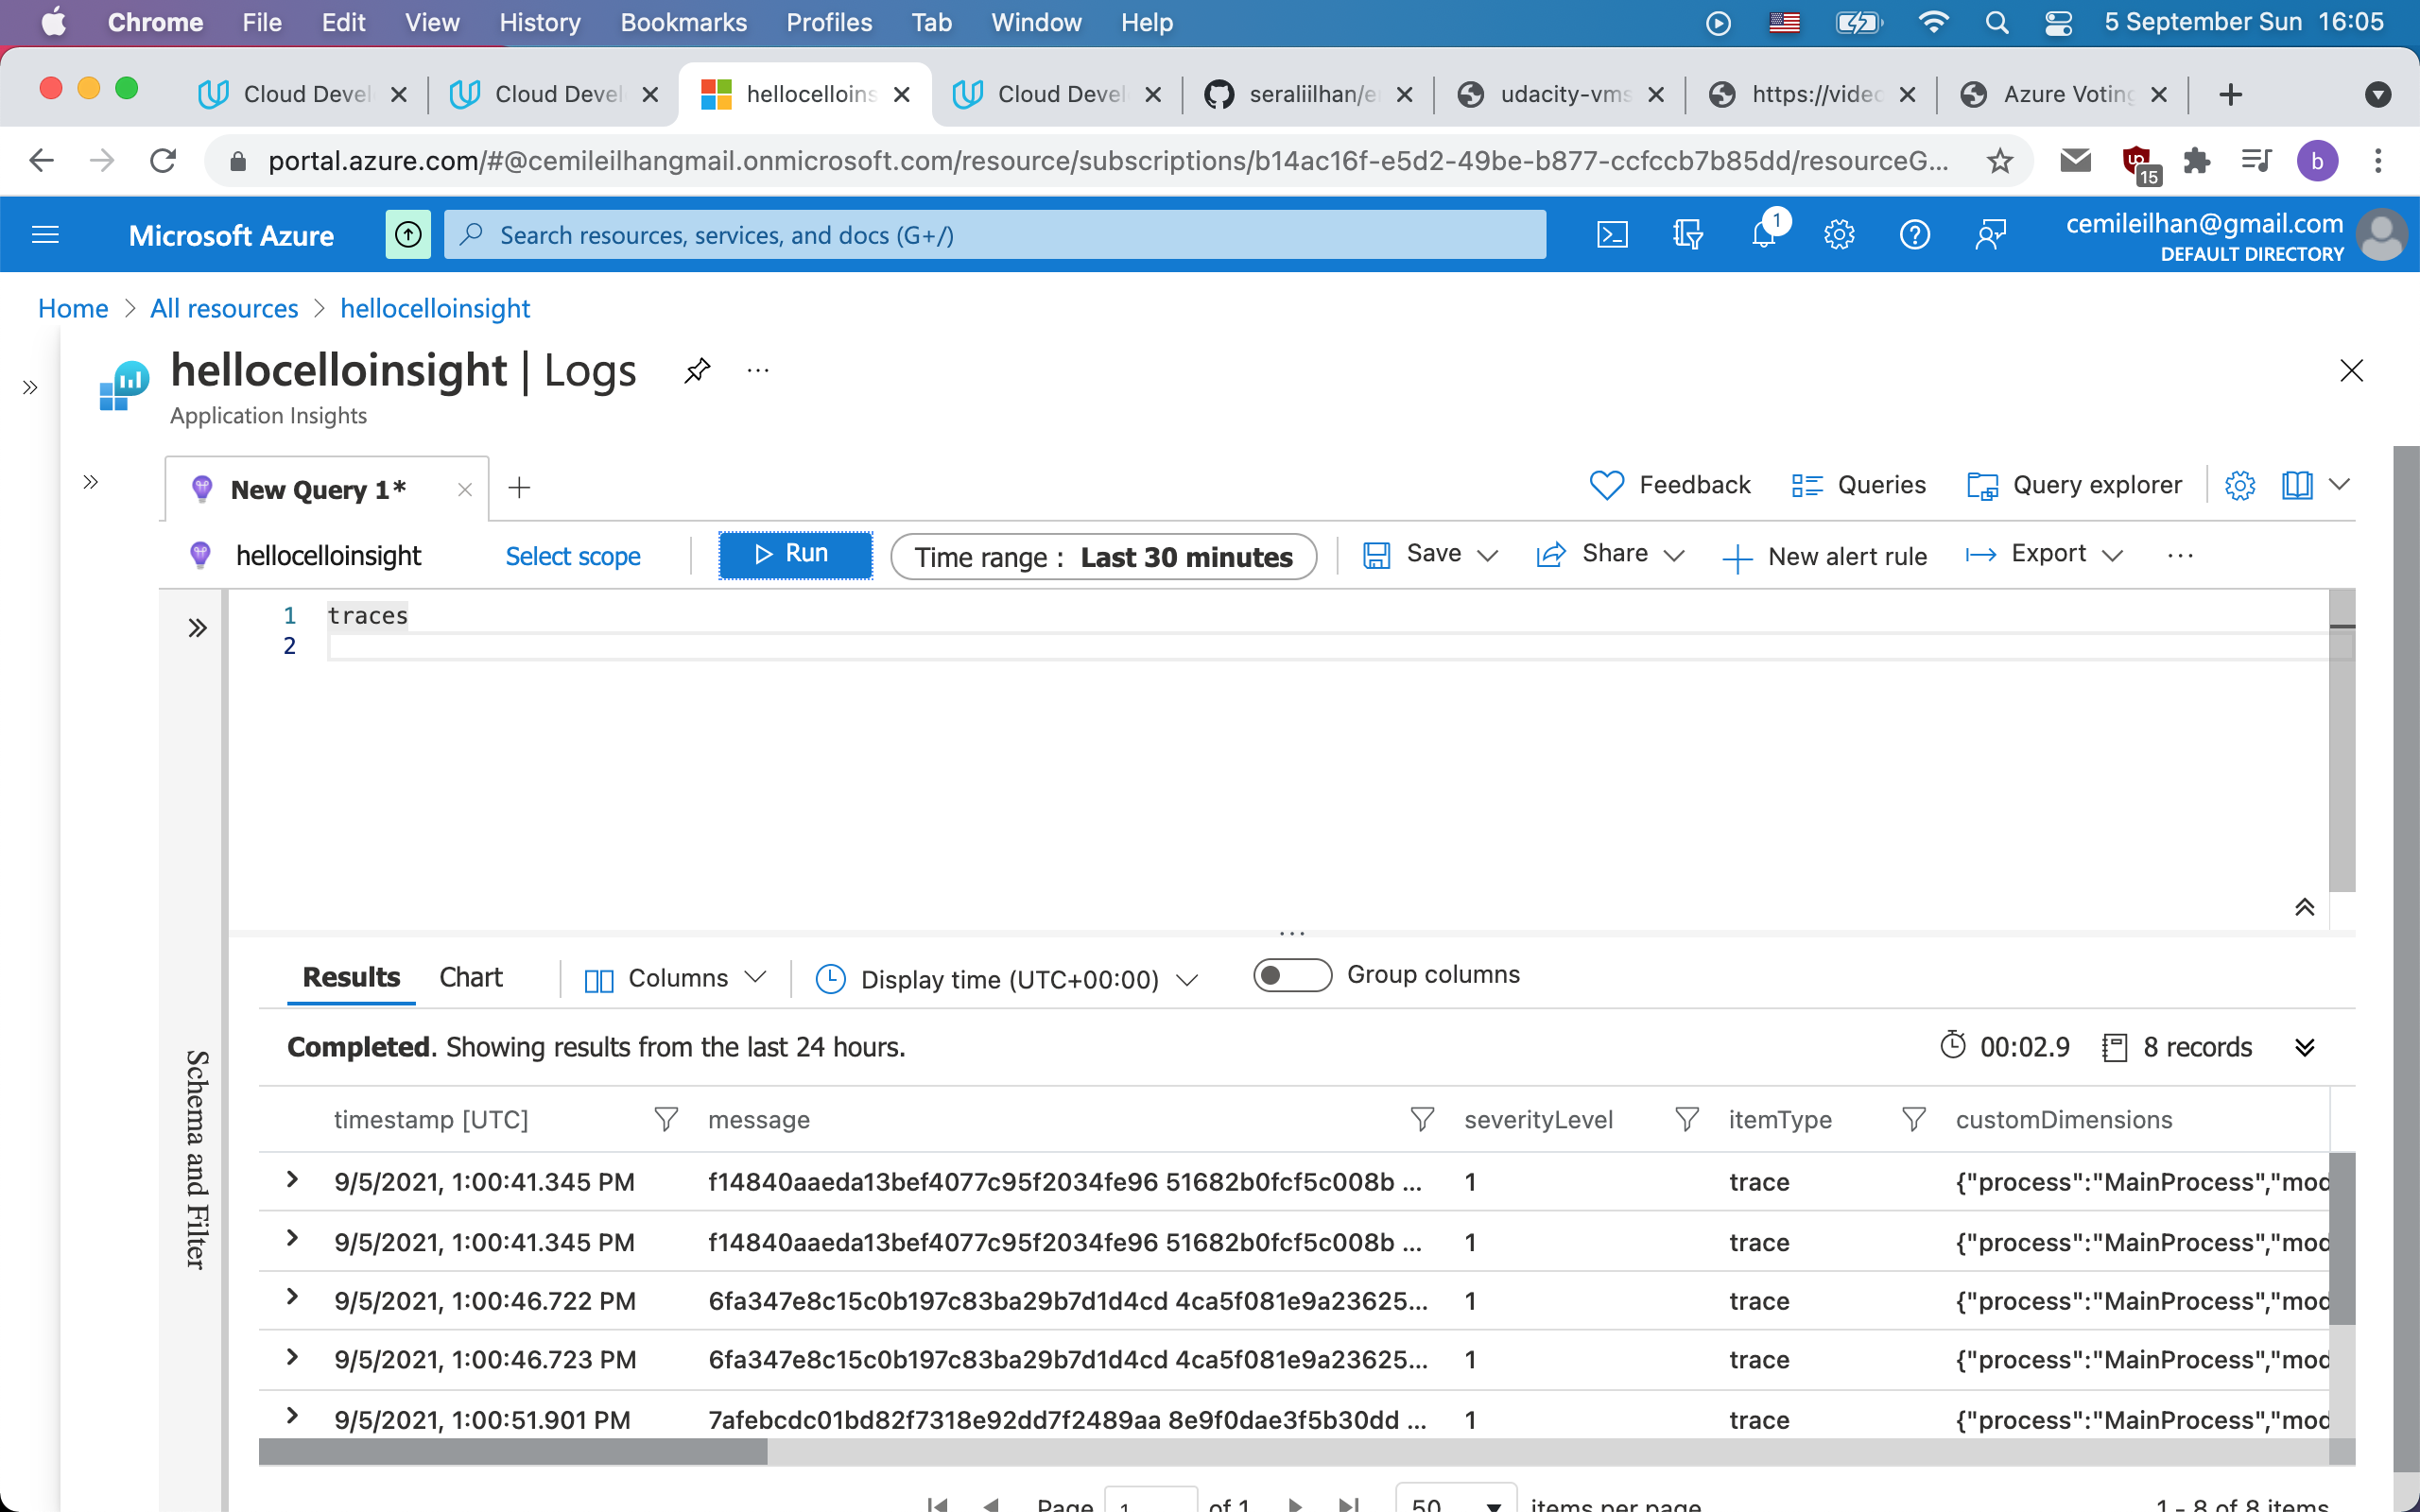 Chrome File Edit View History Bookmarks Profiles Tab Window Help 5 September Sun 16:05
Cloud Devel Cloud Devel hellocelloins Cloud Devel seraliilhan/e udacity-vms https://videc Azure Voting
portal.azure.com/#@cemileilhangmail.onmicrosoft.com/resource/subscriptions/b14ac16f-e5d2-49be-b877-ccfccb7b85dd/resourceG... 15 b
Microsoft Azure Search resources, services, and docs (G+/) 1 cemileilhan@gmail.com
DEFAULT DIRECTORY
Home > All resources > hellocelloinsight
hellocelloinsight | Logs
Application Insights
New Query 1* Feedback Queries Query explorer
hellocelloinsight Select scope Run Time range : Last 30 minutes Save Share New alert rule Export
1 traces
2
Schema and Filter
Results Chart Columns Display time (UTC+00:00) Group columns
Completed. Showing results from the last 24 hours. 00:02.9 8 records
timestamp [UTC] message severityLevel itemType customDimensions
9/5/2021, 1:00:41.345 PM f14840aaeda13bef4077c95f2034fe96 51682b0fcf5c008b ... 1 trace {"process":"MainProcess","mod
9/5/2021, 1:00:41.345 PM f14840aaeda13bef4077c95f2034fe96 51682b0fcf5c008b ... 1 trace {"process":"MainProcess","mod
9/5/2021, 1:00:46.722 PM 6fa347e8c15c0b197c83ba29b7d1d4cd 4ca5f081e9a23625... 1 trace {"process":"MainProcess","mod
9/5/2021, 1:00:46.723 PM 6fa347e8c15c0b197c83ba29b7d1d4cd 4ca5f081e9a23625... 1 trace {"process":"MainProcess","mod
9/5/2021, 1:00:51.901 PM 7afebcdc01bd82f7318e92dd7f2489aa 8e9f0dae3f5b30dd ... 1 trace {"process":"MainProcess","mod
Page 1 of 1 50 items per page 1 - 8 of 8 items